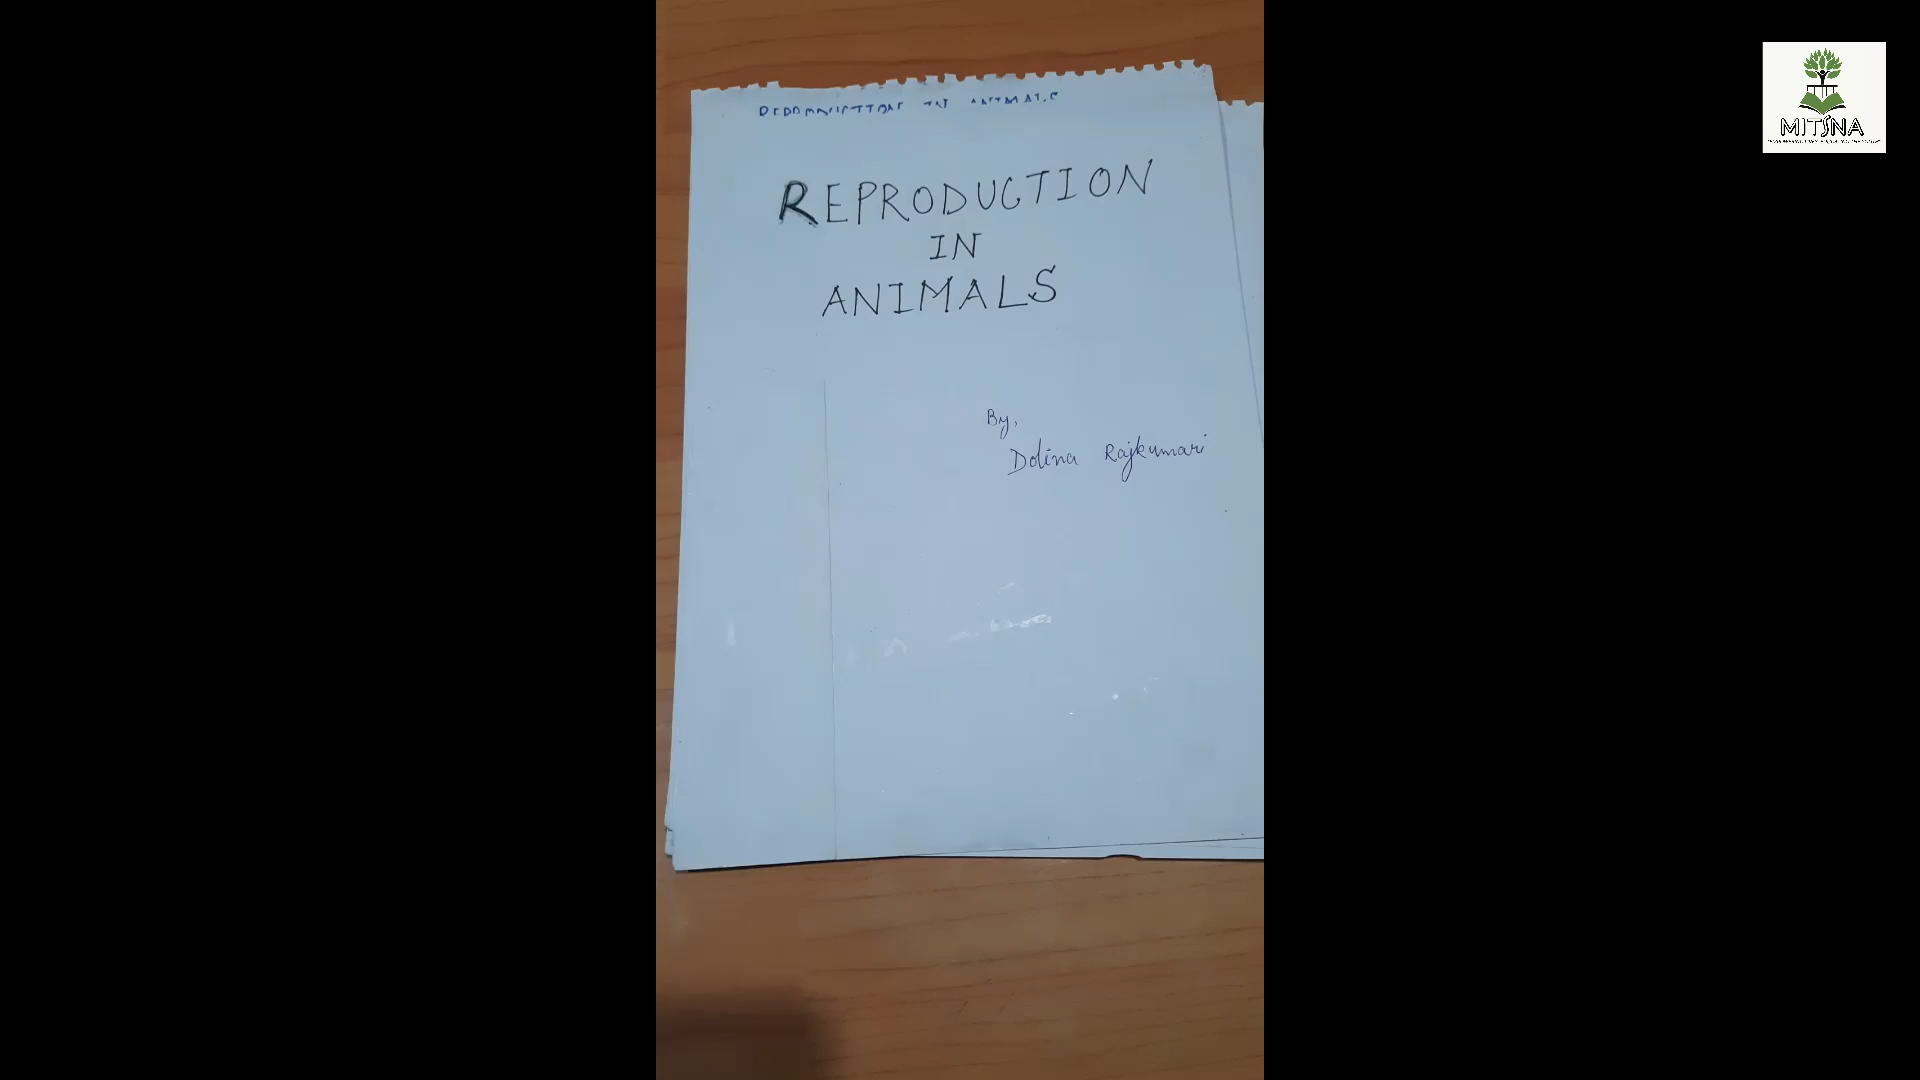 REPRODUCTION
IN
ANIMALS
By,
Dolina Rajkumari
MITSNA